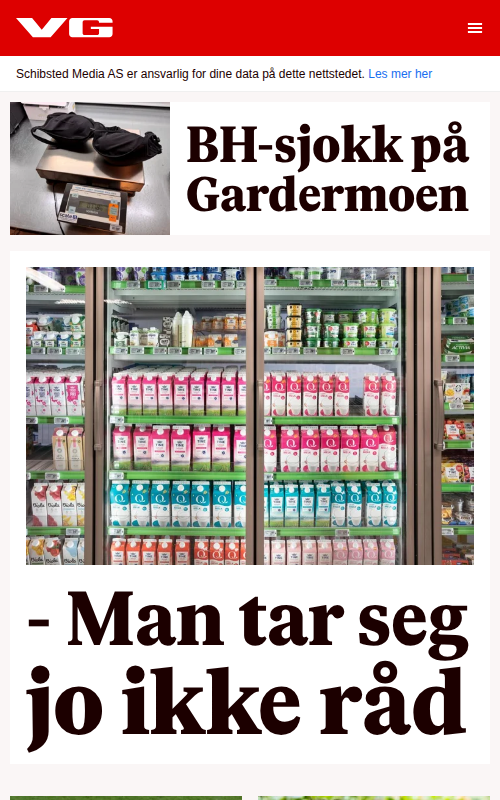 VG
Schibsted Media AS er ansvarlig for dine data på dette nettstedet. Les mer her
BH-sjokk på
Gardermoen
- Man tar seg
jo ikke råd